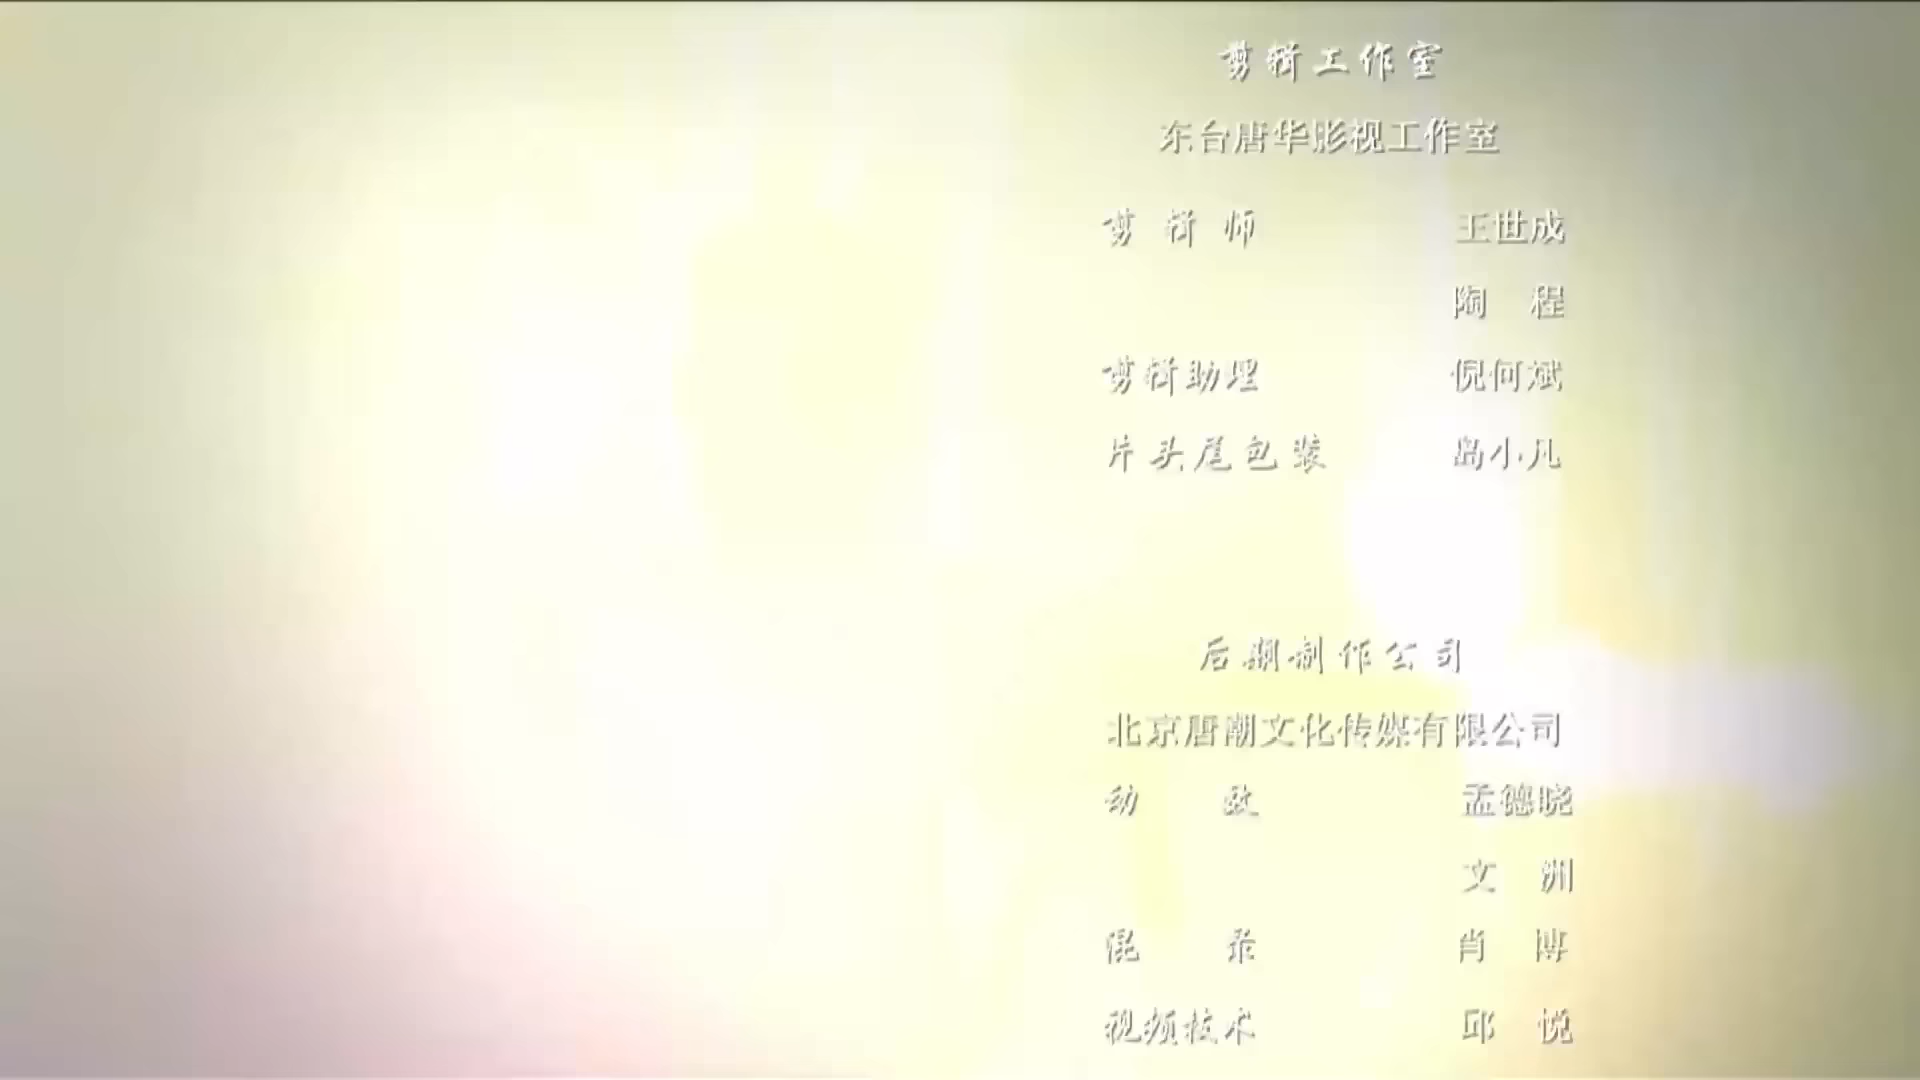 剪辑工作室
东台唐华影视工作室
剪辑师 王世成
陶 程
剪辑助理 倪何斌
片头尾包装 岛小凡
后期制作公司
北京唐潮文化传媒有限公司
动 效 孟德晓
文 洲
混 录 肖 博
视频技术 邱 悦